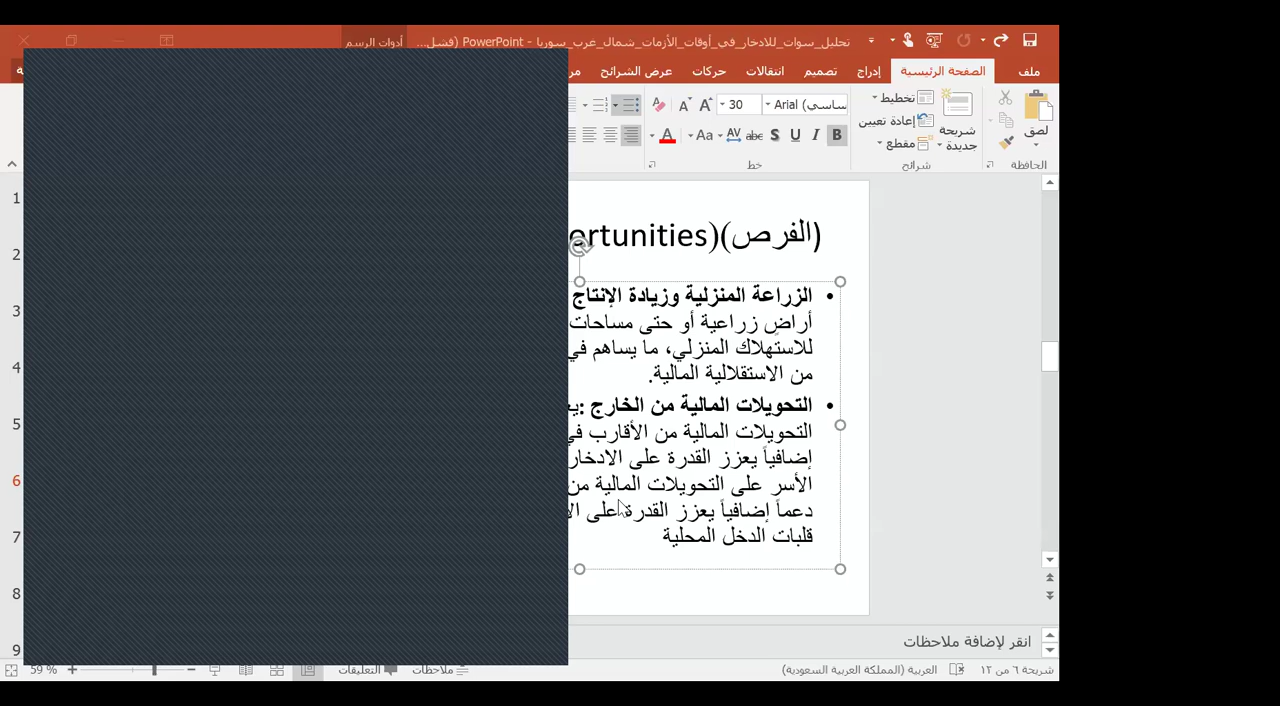 تحليل_سوات_للادخار_في_أوقات_الأزمات_شمال_غرب_سوريا - PowerPoint (فشل...
أدوات الرسم
ملف
الصفحة الرئيسية
إدراج
تصميم
انتقالات
حركات
عرض الشرائح
لصق
الحافظة
شريحة
جديدة
تخطيط
إعادة تعيين
مقطع
شرائح
Arial (أساسي
30
B I U S abc AV Aa A
خط
1
2
3
4
5
6
7
8
9
(الفرص)(ortunities
• الزراعة المنزلية وزيادة الإنتاج
أراضٍ زراعية أو حتى مساحات
للاستهلاك المنزلي، ما يساهم في
من الاستقلالية المالية.
• التحويلات المالية من الخارج :
التحويلات المالية من الأقارب في
إضافياً يعزز القدرة على الادخار
الأسر على التحويلات المالية من
دعماً إضافياً يعزز القدرة على
قلبات الدخل المحلية
انقر لإضافة ملاحظات
شريحة ٦ من ١٢
العربية (المملكة العربية السعودية)
ملاحظات
التعليقات
59 %